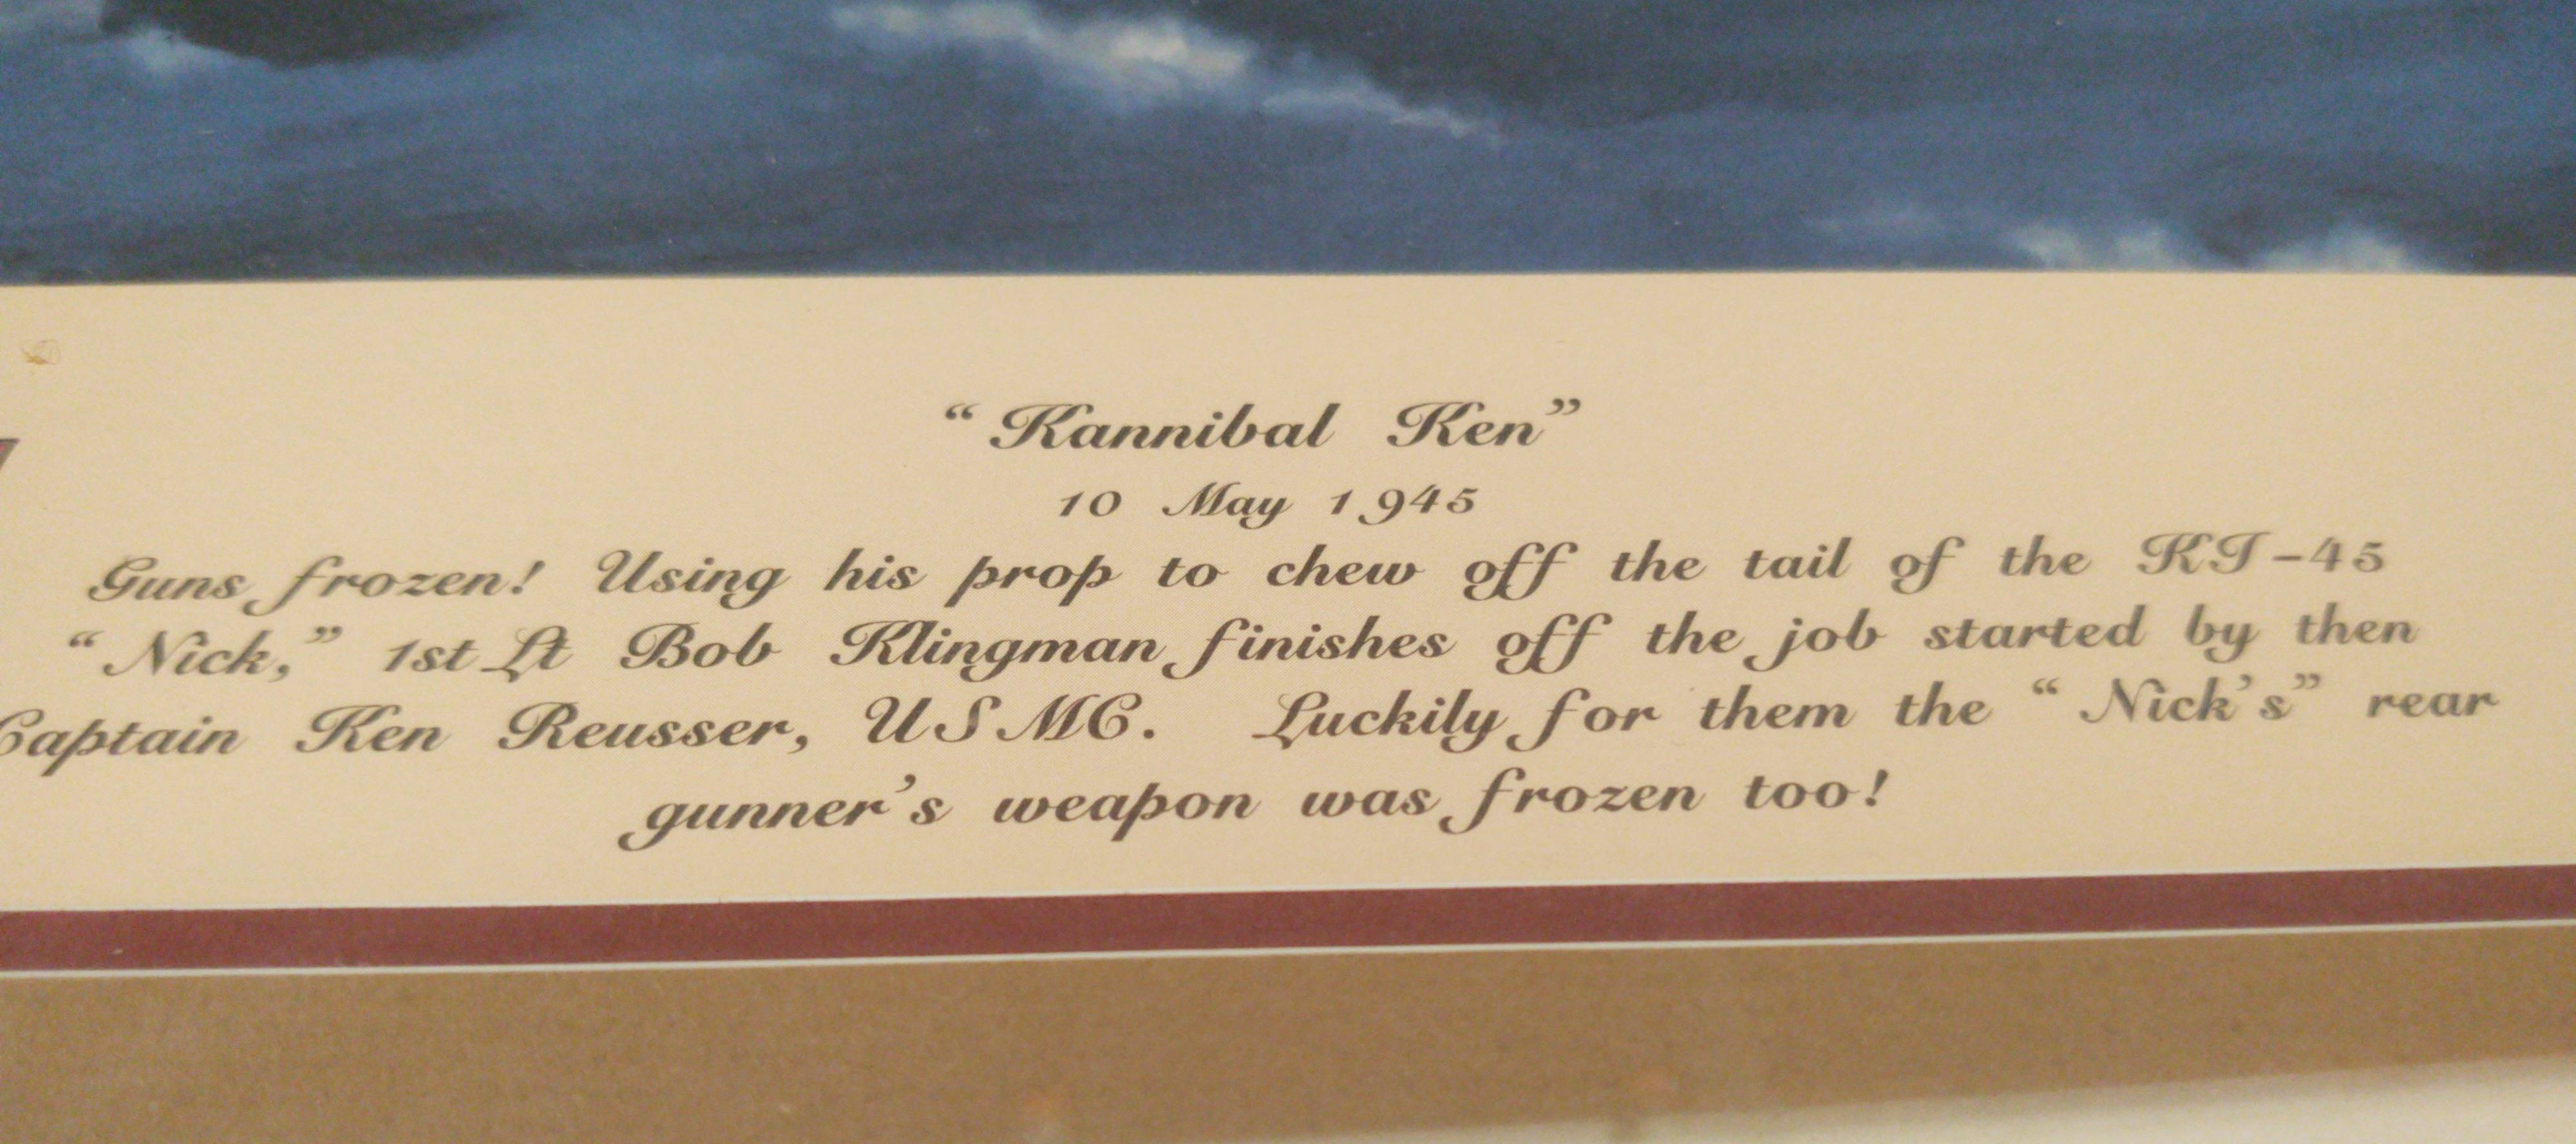 “Kannibal Ken”
10 May 1945
Guns frozen! Using his prop to chew off the tail of the KI-45
“Nick,” 1st Lt Bob Klingman finishes off the job started by then
Captain Ken Reusser, USMC. Luckily for them the “Nick's” rear
gunner's weapon was frozen too!